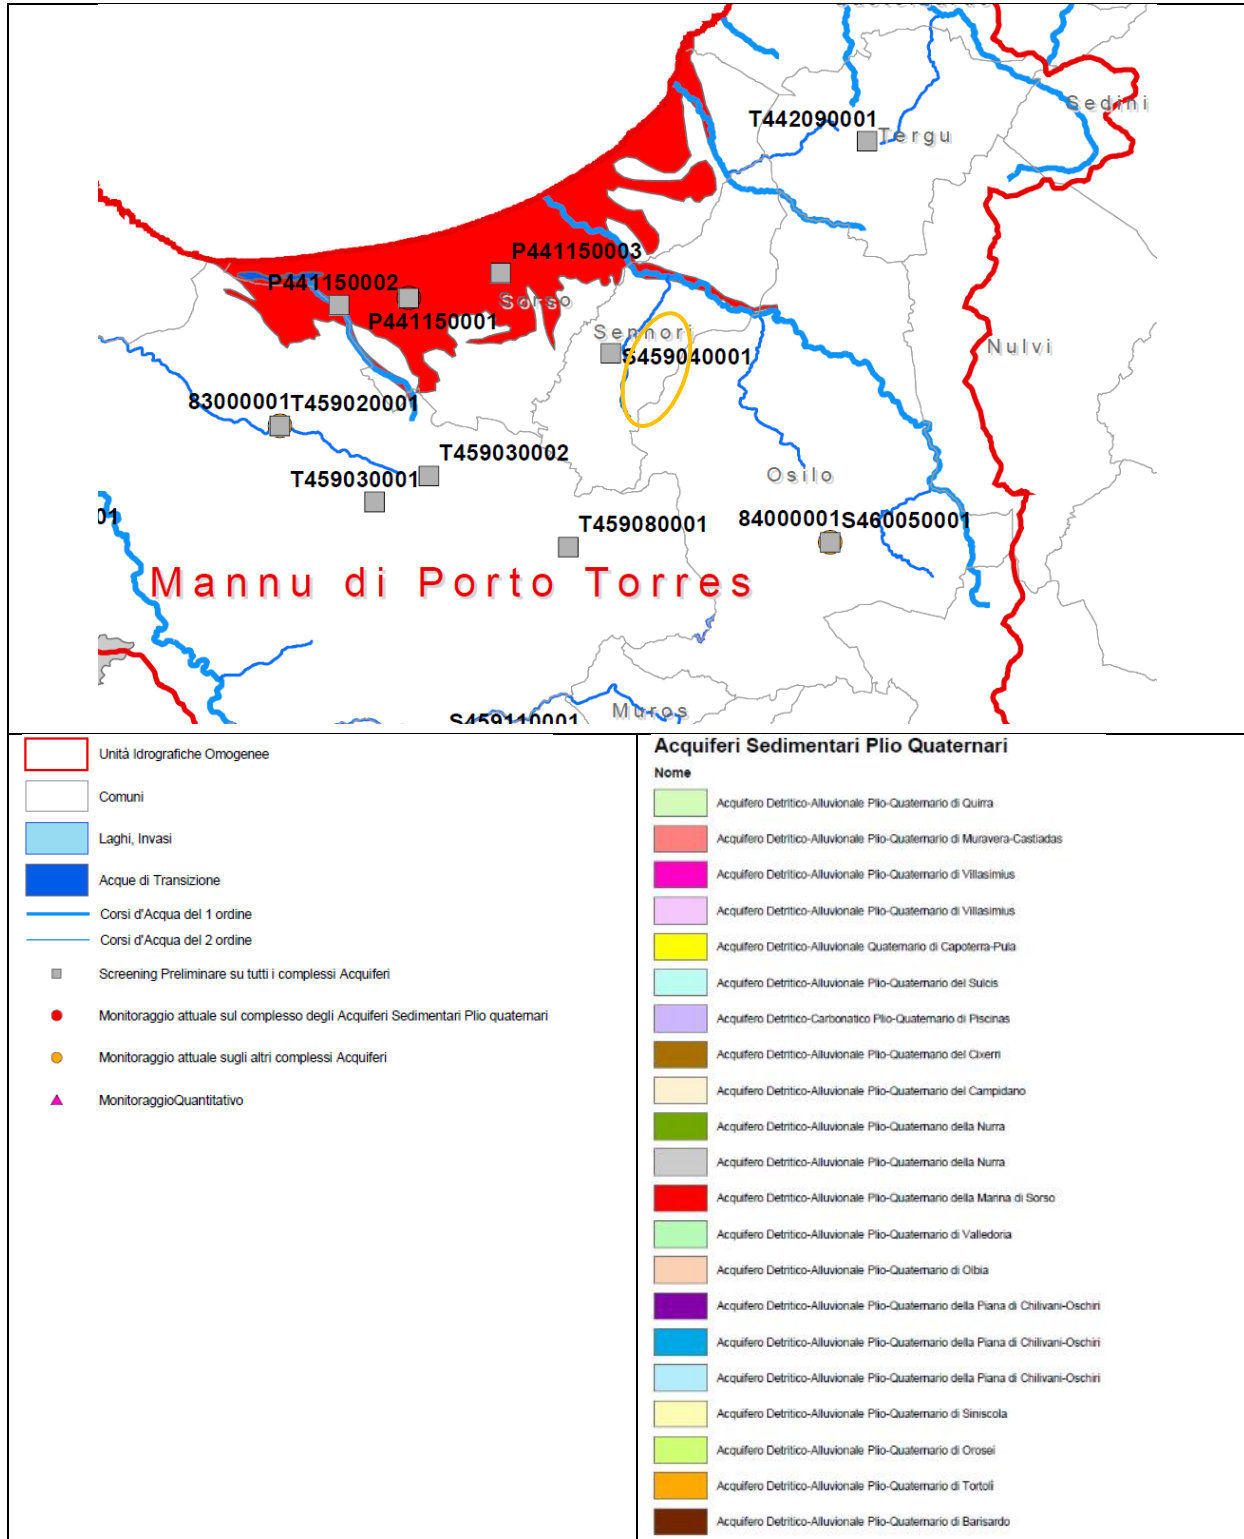 Sedini
T442090001
Tergu
P441150003
P441150002
Sorso
P441150001
Sennori
Nulvi
S459040001
83000001 T459020001
T459030002
T459030001
Osilo
01
T459080001
84000001 S460050001
Mannu di Porto Torres
Muros
S459110001
Unità Idrografiche Omogenee
Comuni
Laghi, Invasi
Acque di Transizione
Corsi d'Acqua del 1 ordine
Corsi d'Acqua del 2 ordine
Screening Preliminare su tutti i complessi Acquiferi
Monitoraggio attuale sul complesso degli Acquiferi Sedimentari Plio quaternari
Monitoraggio attuale sugli altri complessi Acquiferi
MonitoraggioQuantitativo
Acquiferi Sedimentari Plio Quaternari
Nome
Acquifero Detritico-Alluvionale Plio-Quaternario di Quirra
Acquifero Detritico-Alluvionale Plio-Quaternario di Muravera-Castiadas
Acquifero Detritico-Alluvionale Plio-Quaternario di Villasimius
Acquifero Detritico-Alluvionale Plio-Quaternario di Villasimius
Acquifero Detritico-Alluvionale Quaternario di Capoterra-Pula
Acquifero Detritico-Alluvionale Plio-Quaternario del Sulcis
Acquifero Detritico-Carbonatico Plio-Quaternario di Piscinas
Acquifero Detritico-Alluvionale Plio-Quaternario del Cixerri
Acquifero Detritico-Alluvionale Plio-Quaternario del Campidano
Acquifero Detritico-Alluvionale Plio-Quaternario della Nurra
Acquifero Detritico-Alluvionale Plio-Quaternario della Nurra
Acquifero Detritico-Alluvionale Plio-Quaternario della Marina di Sorso
Acquifero Detritico-Alluvionale Plio-Quaternario di Valledoria
Acquifero Detritico-Alluvionale Plio-Quaternario di Olbia
Acquifero Detritico-Alluvionale Plio-Quaternario della Piana di Chilivani-Oschiri
Acquifero Detritico-Alluvionale Plio-Quaternario della Piana di Chilivani-Oschiri
Acquifero Detritico-Alluvionale Plio-Quaternario della Piana di Chilivani-Oschiri
Acquifero Detritico-Alluvionale Plio-Quaternario di Siniscola
Acquifero Detritico-Alluvionale Plio-Quaternario di Orosei
Acquifero Detritico-Alluvionale Plio-Quaternario di Tortolì
Acquifero Detritico-Alluvionale Plio-Quaternario di Barisardo